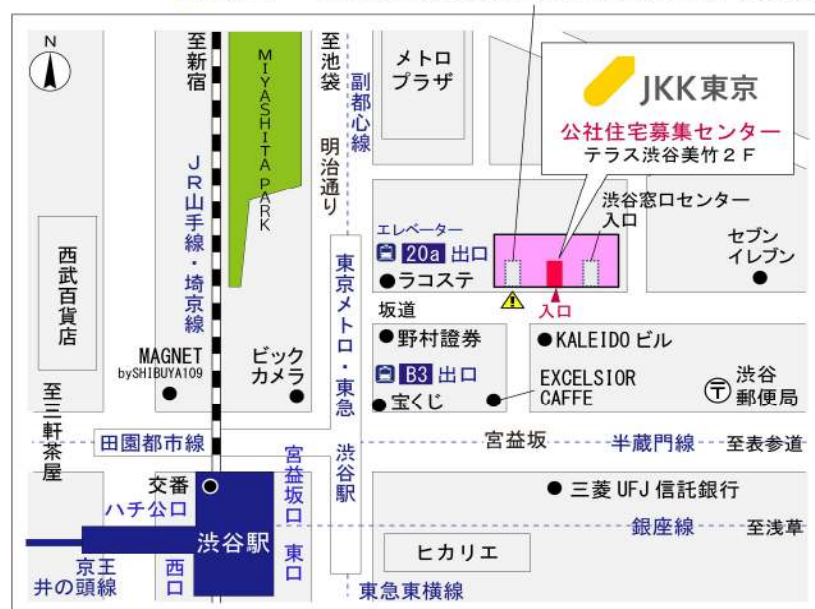 N
至新宿
MIYASHITA PARK
至池袋
副都心線
明治通り
メトロ
プラザ
JKK東京
公社住宅募集センター
テラス渋谷美竹2F
JR山手線・埼京線
エレベーター
20a 出口
ラコステ
渋谷窓口センター
入口
セブン
イレブン
西武百貨店
入口
東京メトロ・東急 渋谷駅
坂道
野村證券
KALEIDO ビル
MAGNET
bySHIBUYA109
ビック
カメラ
B3 出口
宝くじ
EXCELSIOR
CAFFE
〒
渋谷
郵便局
至三軒茶屋
田園都市線
宮益坂
半蔵門線
至表参道
宮益坂口
交番
ハチ公口
三菱 UFJ 信託銀行
銀座線
至浅草
渋谷駅
東口
西口
ヒカリエ
京王
井の頭線
東急東横線